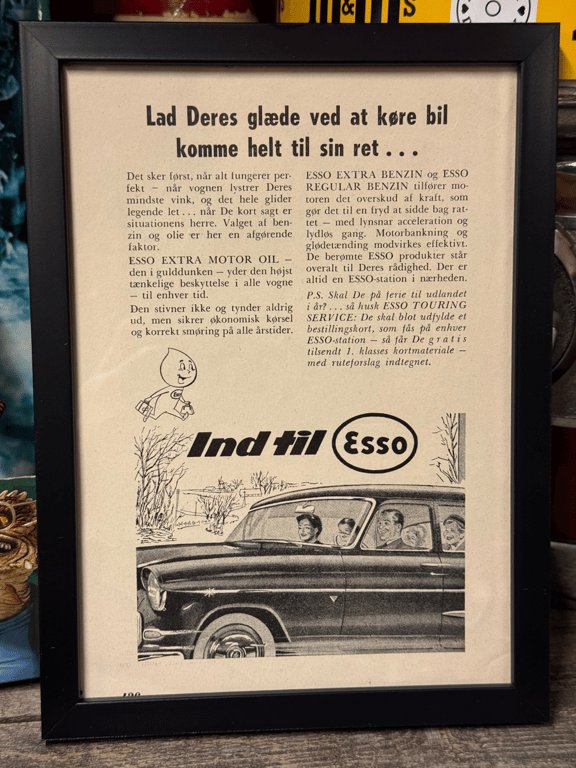 & S
Lad Deres glæde ved at køre bil
komme helt til sin ret . . .
Det sker først, når alt fungerer per-
fekt – når vognen lystrer Deres
mindste vink, og det hele glider
legende let . . . når De kort sagt er
situationens herre. Valget af ben-
zin og olie er her en afgørende
faktor.
ESSO EXTRA MOTOR OIL –
den i gulddunken – yder den højst
tænkelige beskyttelse i alle vogne
– til enhver tid.
Den stivner ikke og tynder aldrig
ud, men sikrer økonomisk kørsel
og korrekt smøring på alle årstider.
ESSO EXTRA BENZIN og ESSO
REGULAR BENZIN tilfører mo-
toren det overskud af kraft, som
gør det til en fryd at sidde bag rat-
tet – med lynsnar acceleration og
lydløs gang. Motorbankning og
glødetænding modvirkes effektivt.
De berømte ESSO produkter står
overalt til Deres rådighed. Der er
altid en ESSO-station i nærheden.
P.S. Skal De på ferie til udlandet
i år? . . . så husk ESSO TOURING
SERVICE: De skal blot udfylde et
bestillingskort, som fås på enhver
ESSO-station – så får De gratis
tilsendt 1. klasses kortmateriale –
med ruteforslag indtegnet.
Ind til Esso